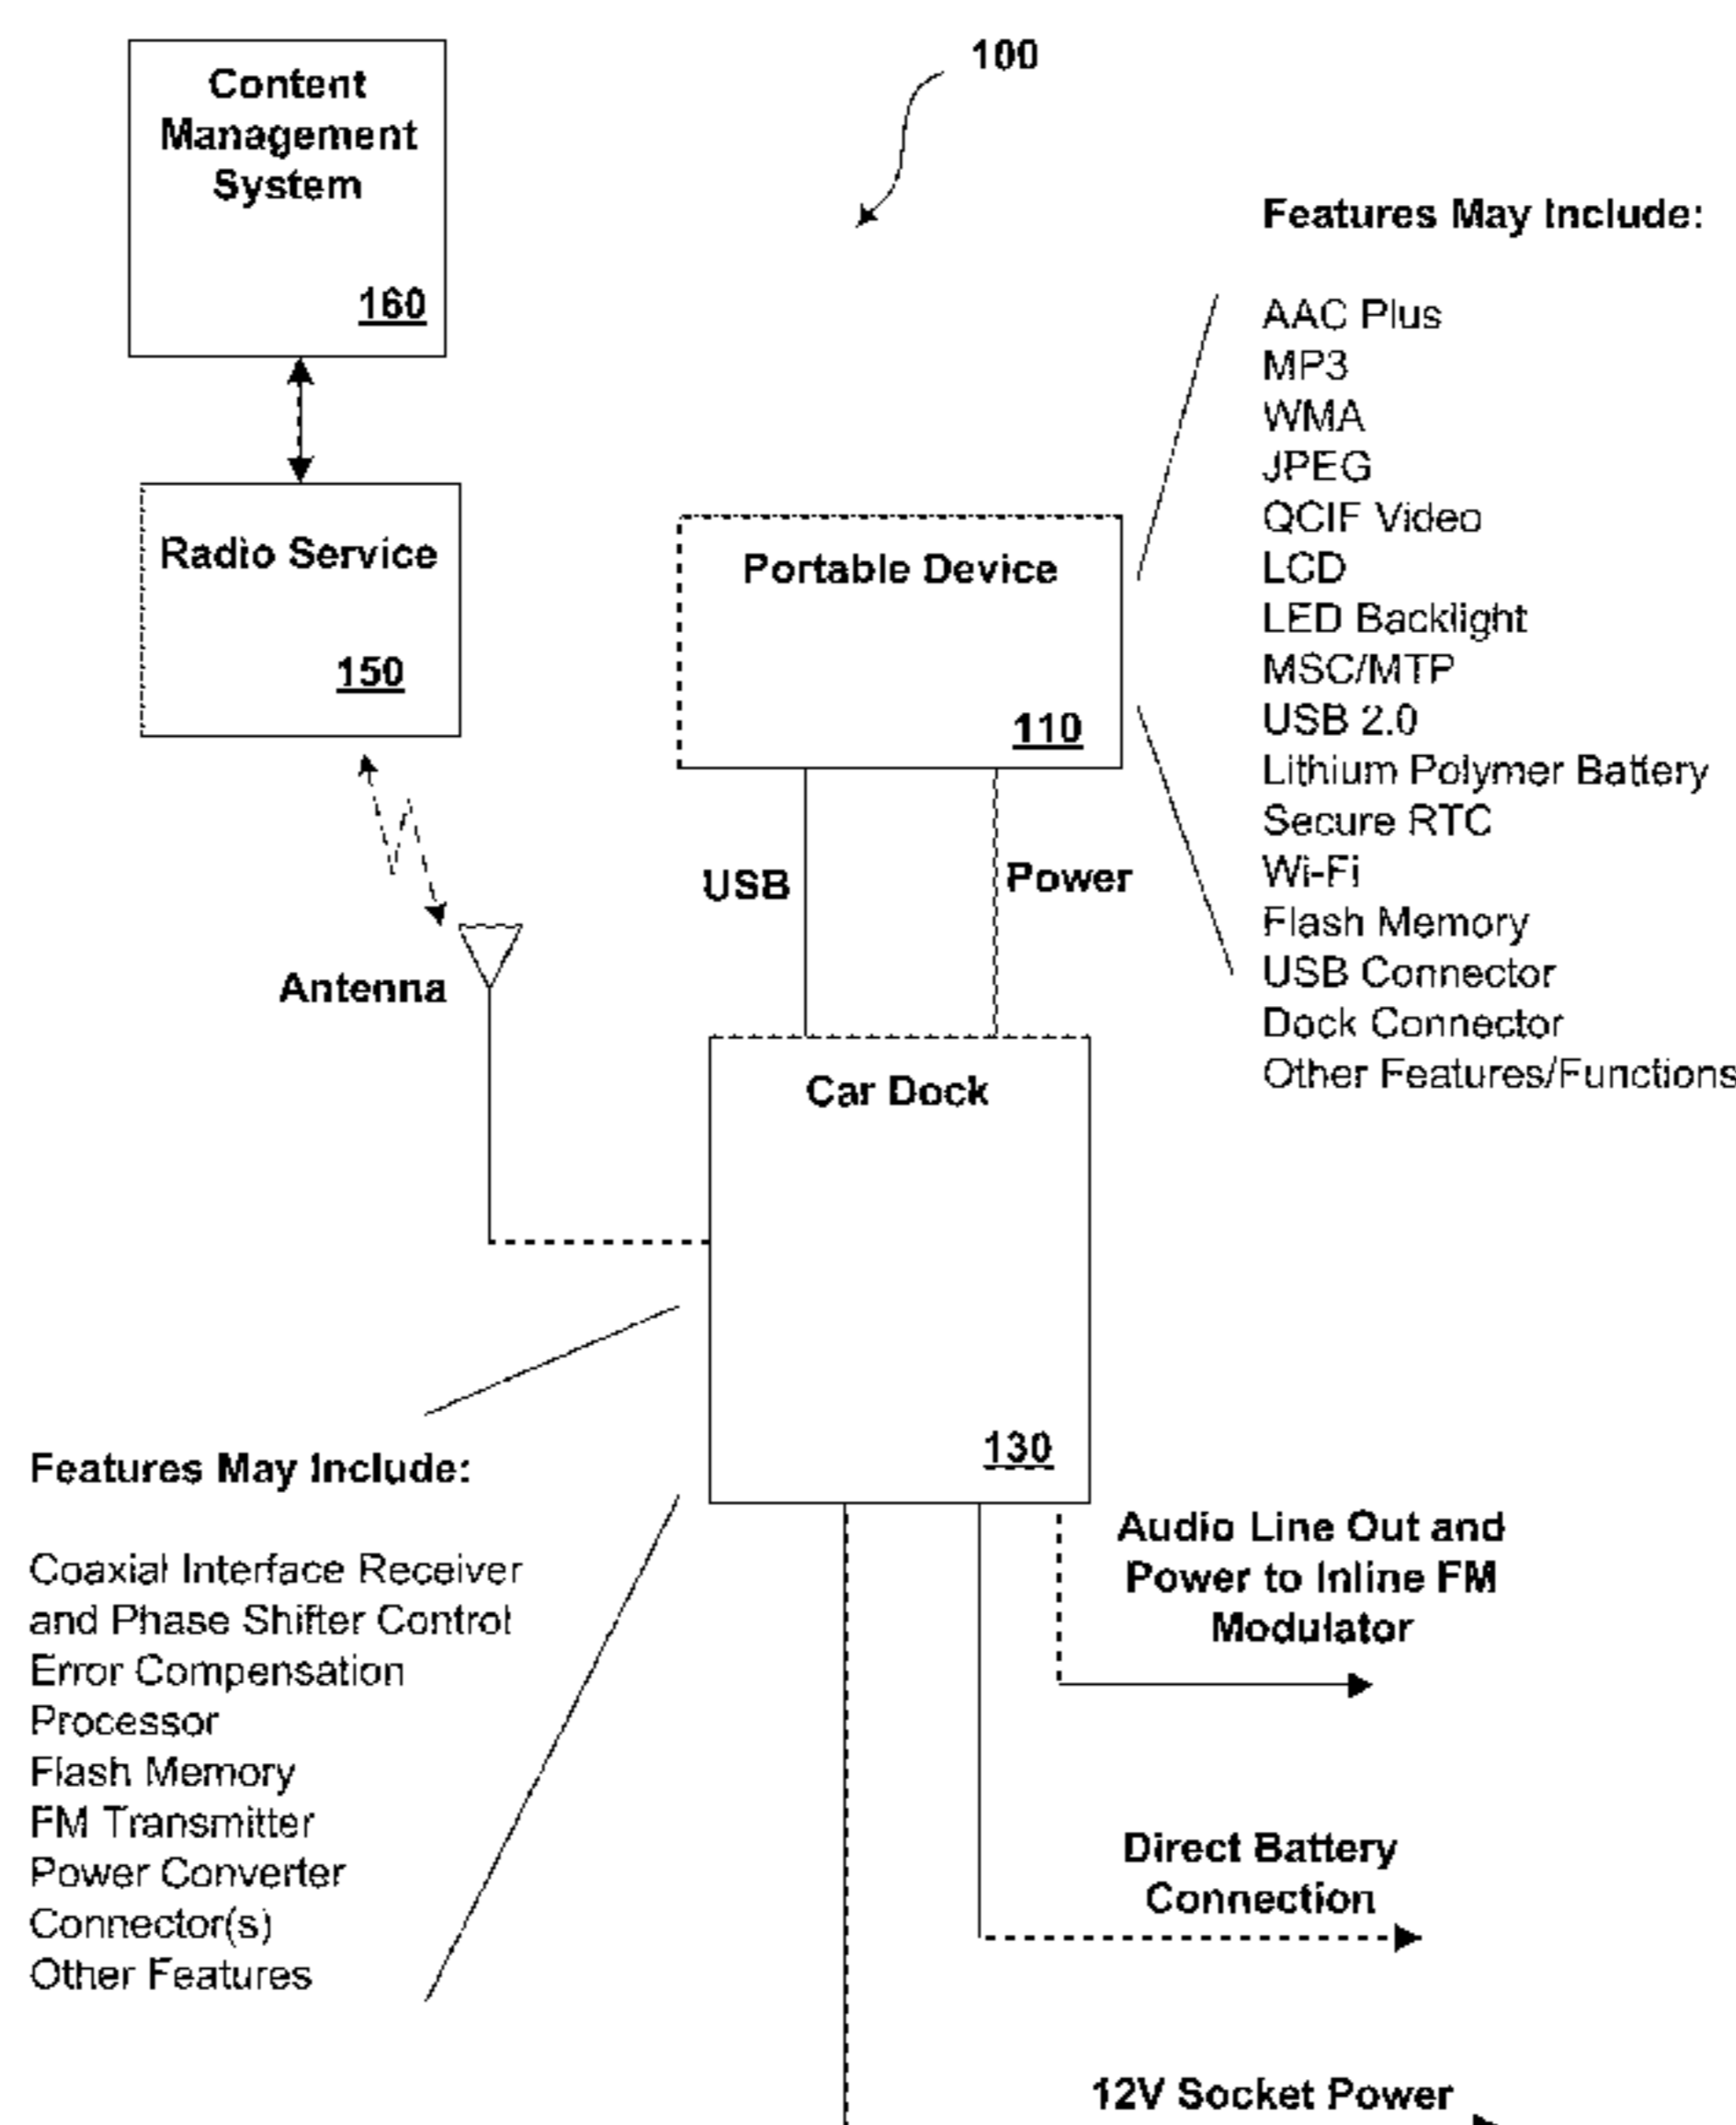 100
Content
Management
System
160
Radio Service
150
Antenna
Portable Device
110
USB
Power
Features May Include:
AAC Plus
MP3
WMA
JPEG
QCIF Video
LCD
LED Backlight
MSC/MTP
USB 2.0
Lithium Polymer Battery
Secure RTC
Wi-Fi
Flash Memory
USB Connector
Dock Connector
Other Features/Functions
Car Dock
130
Features May Include:
Coaxial Interface Receiver
and Phase Shifter Control
Error Compensation
Processor
Flash Memory
FM Transmitter
Power Converter
Connector(s)
Other Features
Audio Line Out and
Power to Inline FM
Modulator
Direct Battery
Connection
12V Socket Power